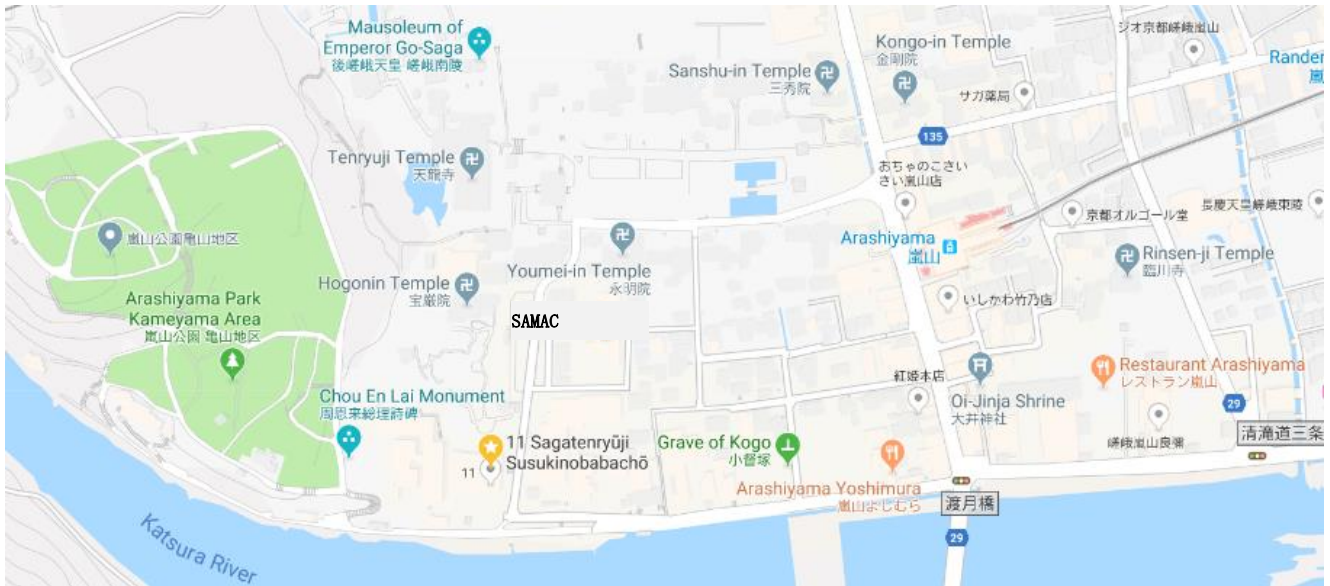 Mausoleum of
Emperor Go-Saga
後嵯峨天皇 嵯峨南陵
Kongo-in Temple
金剛院
ジオ京都嵯峨嵐山
Sanshu-in Temple
三秀院
サガ薬局
嵐
135
Tenryuji Temple
天龍寺
おちゃのこさい
さい嵐山店
長慶天皇嵯峨東陵
京都オルゴール堂
嵐山公園亀山地区
Arashiyama
嵐山
Youmei-in Temple
永明院
Rinsen-ji Temple
臨川寺
Hogonin Temple
宝厳院
Arashiyama Park
Kameyama Area
嵐山公園 亀山地区
いしかわ竹乃店
SAMAC
Restaurant Arashiyama
レストラン嵐山
紅姫本店
Chou En Lai Monument
周恩来総理詩碑
Oi-Jinja Shrine
大井神社
29
嵯峨嵐山良彌
清滝道三条
11 Sagatenryūji
Susukinobabachō
11
Grave of Kogo
小督塚
Arashiyama Yoshimura
嵐山よしむら
渡月橋
29
Katsura River